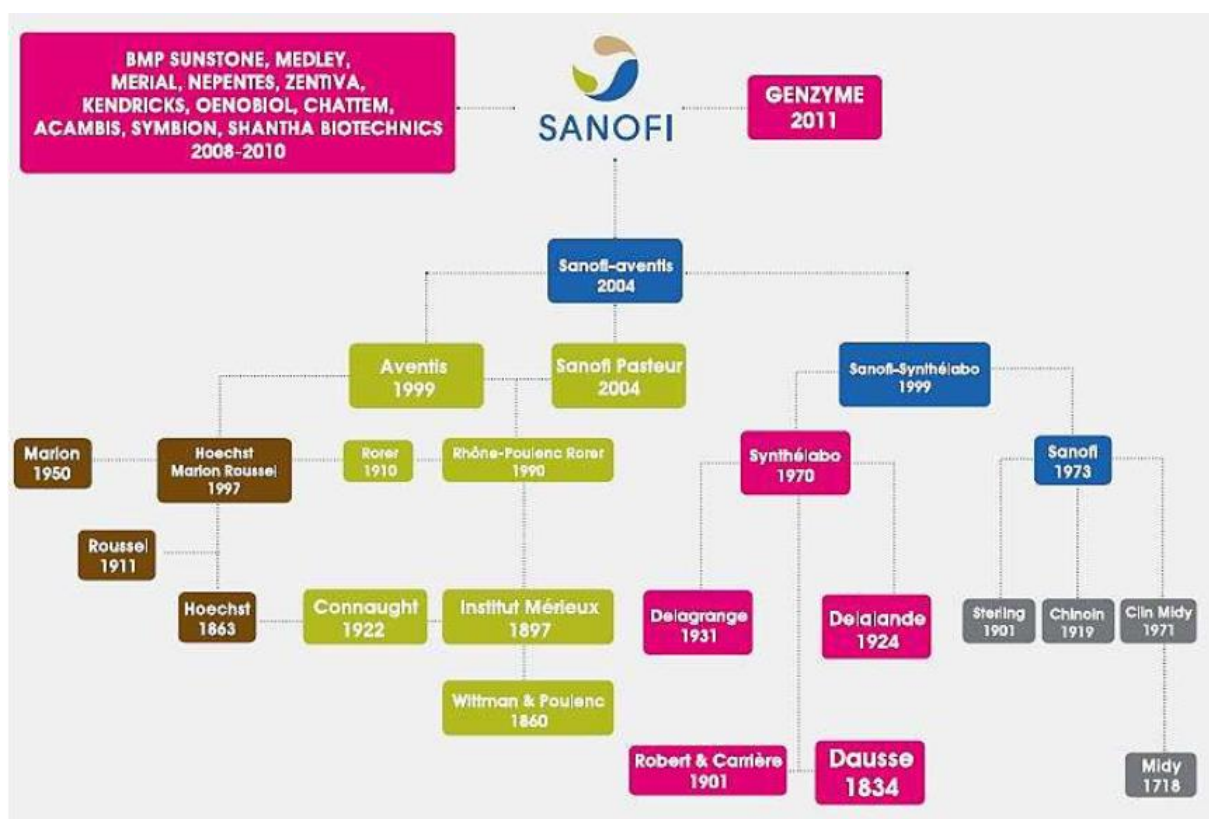 BMP SUNSTONE, MEDLEY,
MERIAL, NEPENTES, ZENTIVA,
KENDRICKS, OENOBIOL, CHATTEM,
ACAMBIS, SYMBION, SHANTHA BIOTECHNICS
2008-2010
SANOFI
GENZYME
2011
Sanofi-aventis
2004
Aventis
1999
Sanofi Pasteur
2004
Sanofi-Synthélabo
1999
Marion
1950
Hoechst
Marion Roussel
1997
Rorer
1910
Rhône-Poulenc Rorer
1990
Synthélabo
1970
Sanofi
1973
Roussel
1911
Hoechst
1863
Connaught
1922
Institut Mérieux
1897
Delagrange
1931
Delalande
1924
Sterling
1901
Chinoin
1919
Clin Midy
1971
Wittman & Poulenc
1860
Robert & Carrière
1901
Dausse
1834
Midy
1718